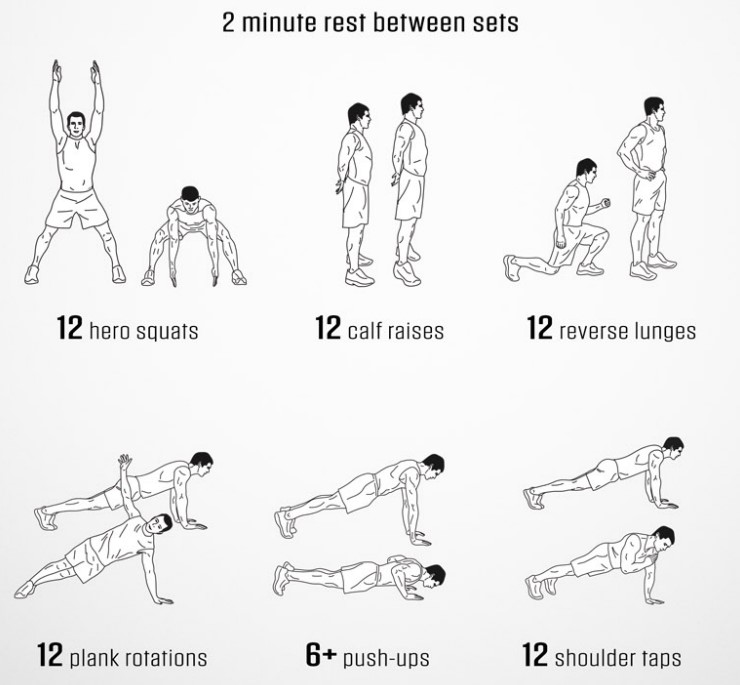 2 minute rest between sets
12 hero squats
12 calf raises
12 reverse lunges
12 plank rotations
6+ push-ups
12 shoulder taps